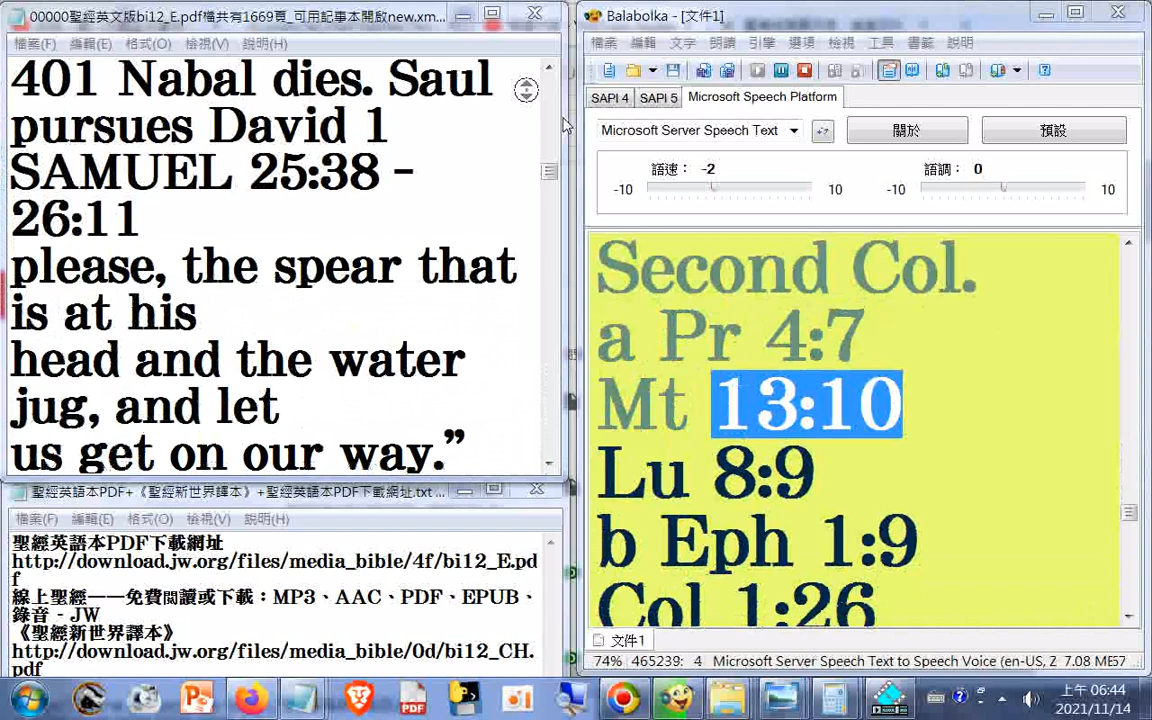 00000聖經英文版bi12_E.pdf檔共有1669頁_可用記事本開啟new.xm...
檔案(F) 編輯(E) 格式(O) 檢視(V) 說明(H)
401 Nabal dies. Saul
pursues David 1
SAMUEL 25:38 -
26:11
please, the spear that
is at his
head and the water
jug, and let
us get on our way.”
聖經英語本PDF+《聖經新世界譯本》+聖經英語本PDF下載網址.txt ...
檔案(F) 編輯(E) 格式(O) 檢視(V) 說明(H)
聖經英語本PDF下載網址
http://download.jw.org/files/media_bible/4f/bi12_E.pd
f
線上聖經──免費閱讀或下載：MP3、AAC、PDF、EPUB、
錄音 - JW
《聖經新世界譯本》
http://download.jw.org/files/media_bible/0d/bi12_CH.
pdf
Balabolka - [文件1]
檔案 編輯 文字 朗讀 引擎 選項 檢視 工具 書籤 說明
SAPI 4 SAPI 5 Microsoft Speech Platform
Microsoft Server Speech Text 關於 預設
語速： -2 語調： 0
-10 10 -10 10
Second Col.
a Pr 4:7
Mt 13:10
Lu 8:9
b Eph 1:9
Col 1:26
文件1
74% 465239: 4 Microsoft Server Speech Text to Speech Voice (en-US, Z 7.08 ME57
上午 06:44
2021/11/14